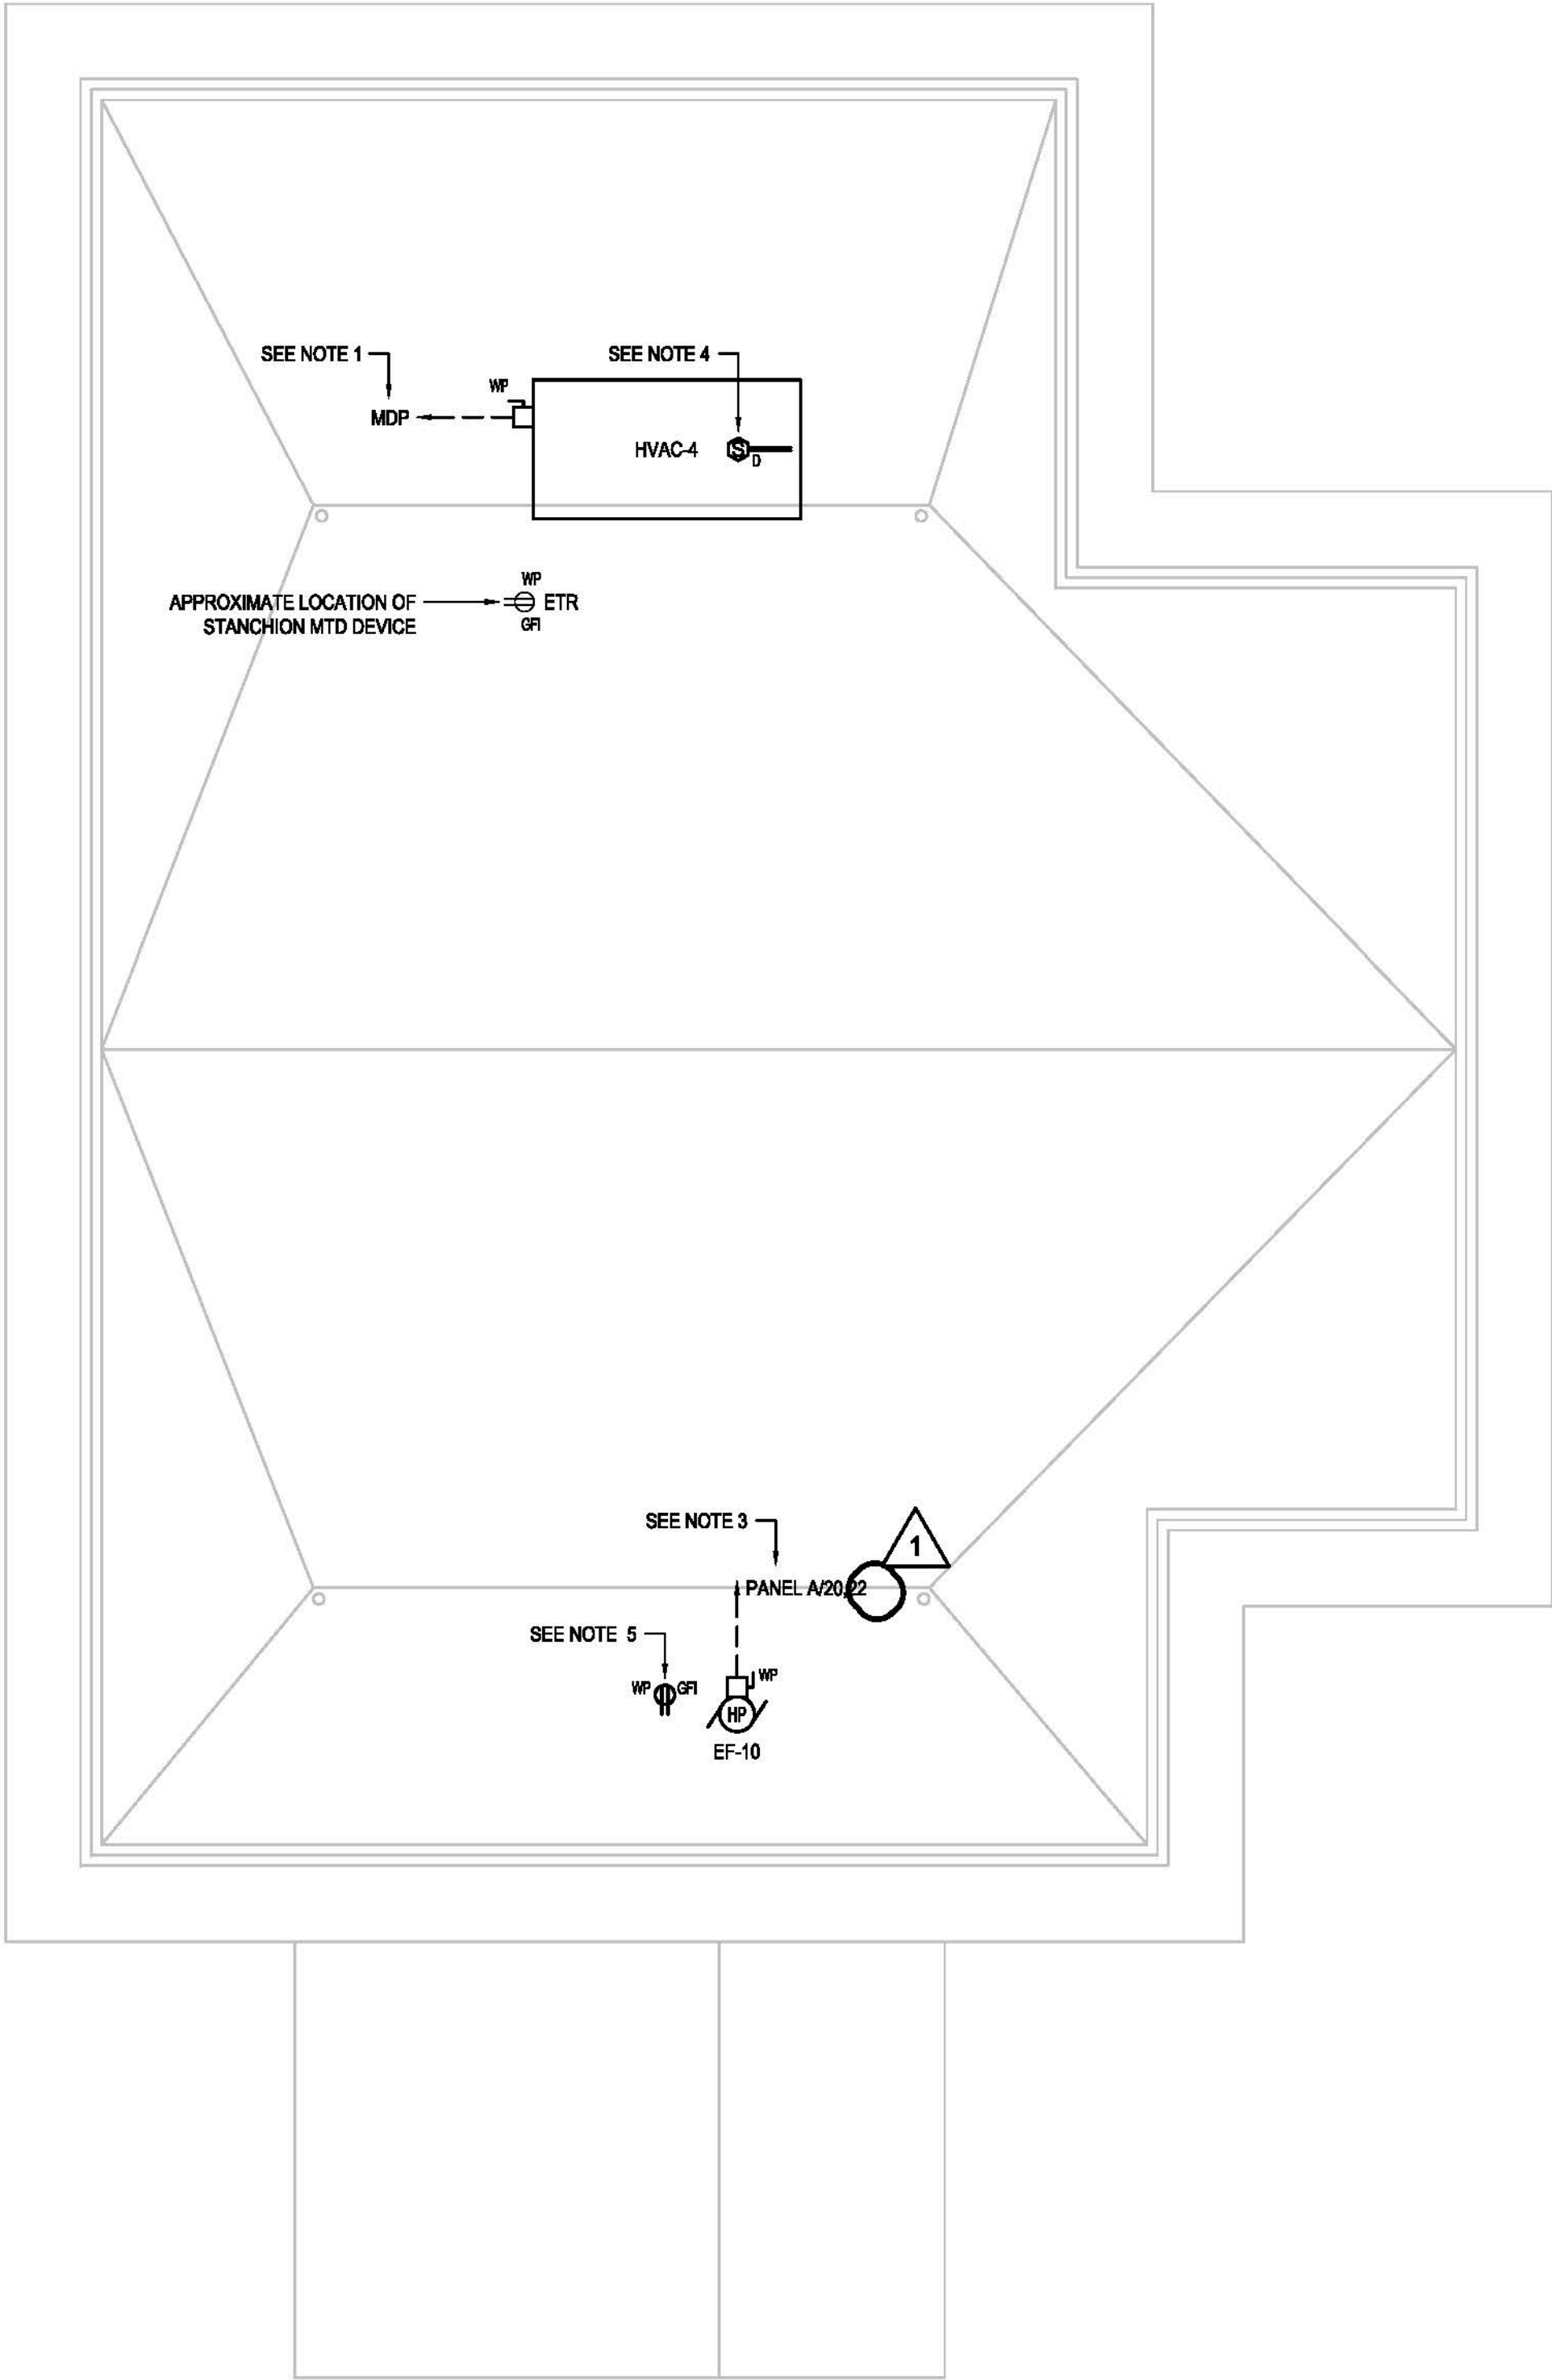 SEE NOTE 1
SEE NOTE 4
WP
MDP
HVAC-4
S
D
WP
APPROXIMATE LOCATION OF
ETR
STANCHION MTD DEVICE
GFI
SEE NOTE 3
1
PANEL A/20,22
SEE NOTE 5
WP
WP
GFI
HP
EF-10